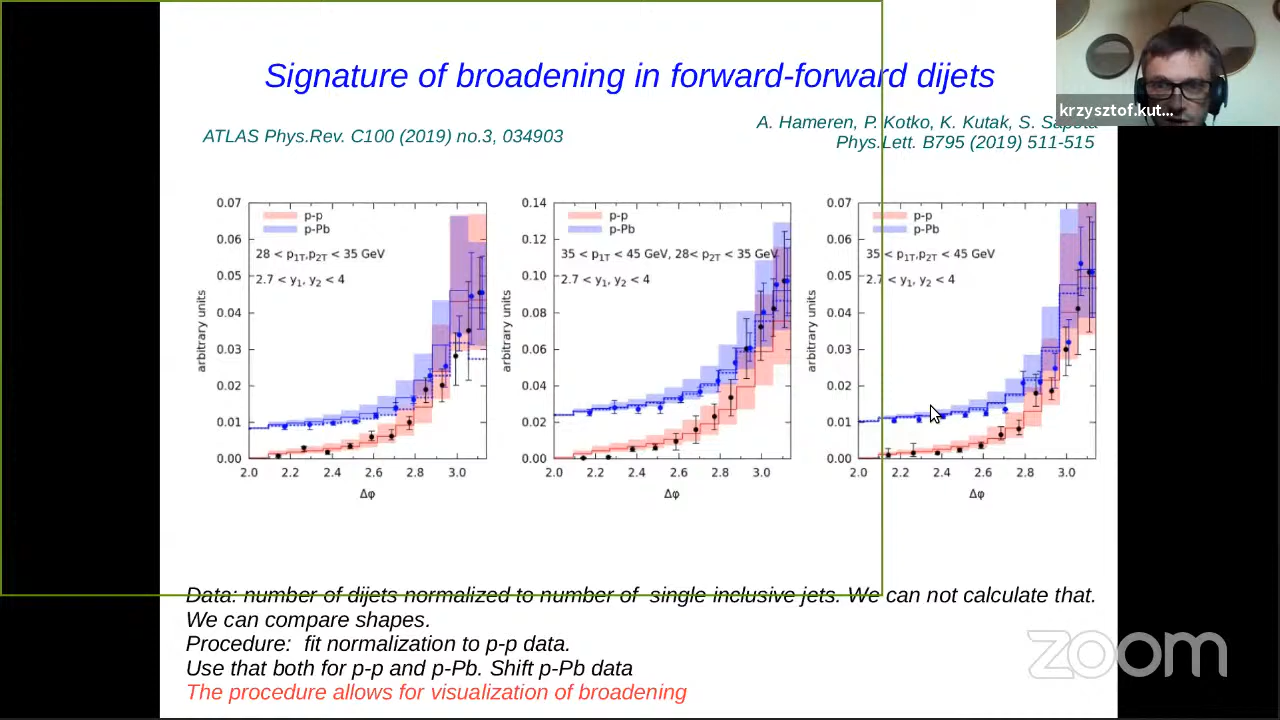 Signature of broadening in forward-forward dijets
krzysztof.kut...
ATLAS Phys.Rev. C100 (2019) no.3, 034903
A. Hameren, P. Kotko, K. Kutak, S. Sapeta
Phys.Lett. B795 (2019) 511-515
0.07
0.06
0.05
0.04
0.03
0.02
0.01
0.00
arbitrary units
p-p
p-Pb
28 < p1T,p2T < 35 GeV
2.7 < y1, y2 < 4
2.0 2.2 2.4 2.6 2.8 3.0
Δφ
0.14
0.12
0.10
0.08
0.06
0.04
0.02
0.00
arbitrary units
p-p
p-Pb
35 < p1T < 45 GeV, 28< p2T < 35 GeV
2.7 < y1, y2 < 4
2.0 2.2 2.4 2.6 2.8 3.0
Δφ
0.07
0.06
0.05
0.04
0.03
0.02
0.01
0.00
arbitrary units
p-p
p-Pb
35 < p1T,p2T < 45 GeV
2.7 < y1, y2 < 4
2.0 2.2 2.4 2.6 2.8 3.0
Δφ
Data: number of dijets normalized to number of single inclusive jets. We can not calculate that.
We can compare shapes.
Procedure: fit normalization to p-p data.
Use that both for p-p and p-Pb. Shift p-Pb data
The procedure allows for visualization of broadening
zoom